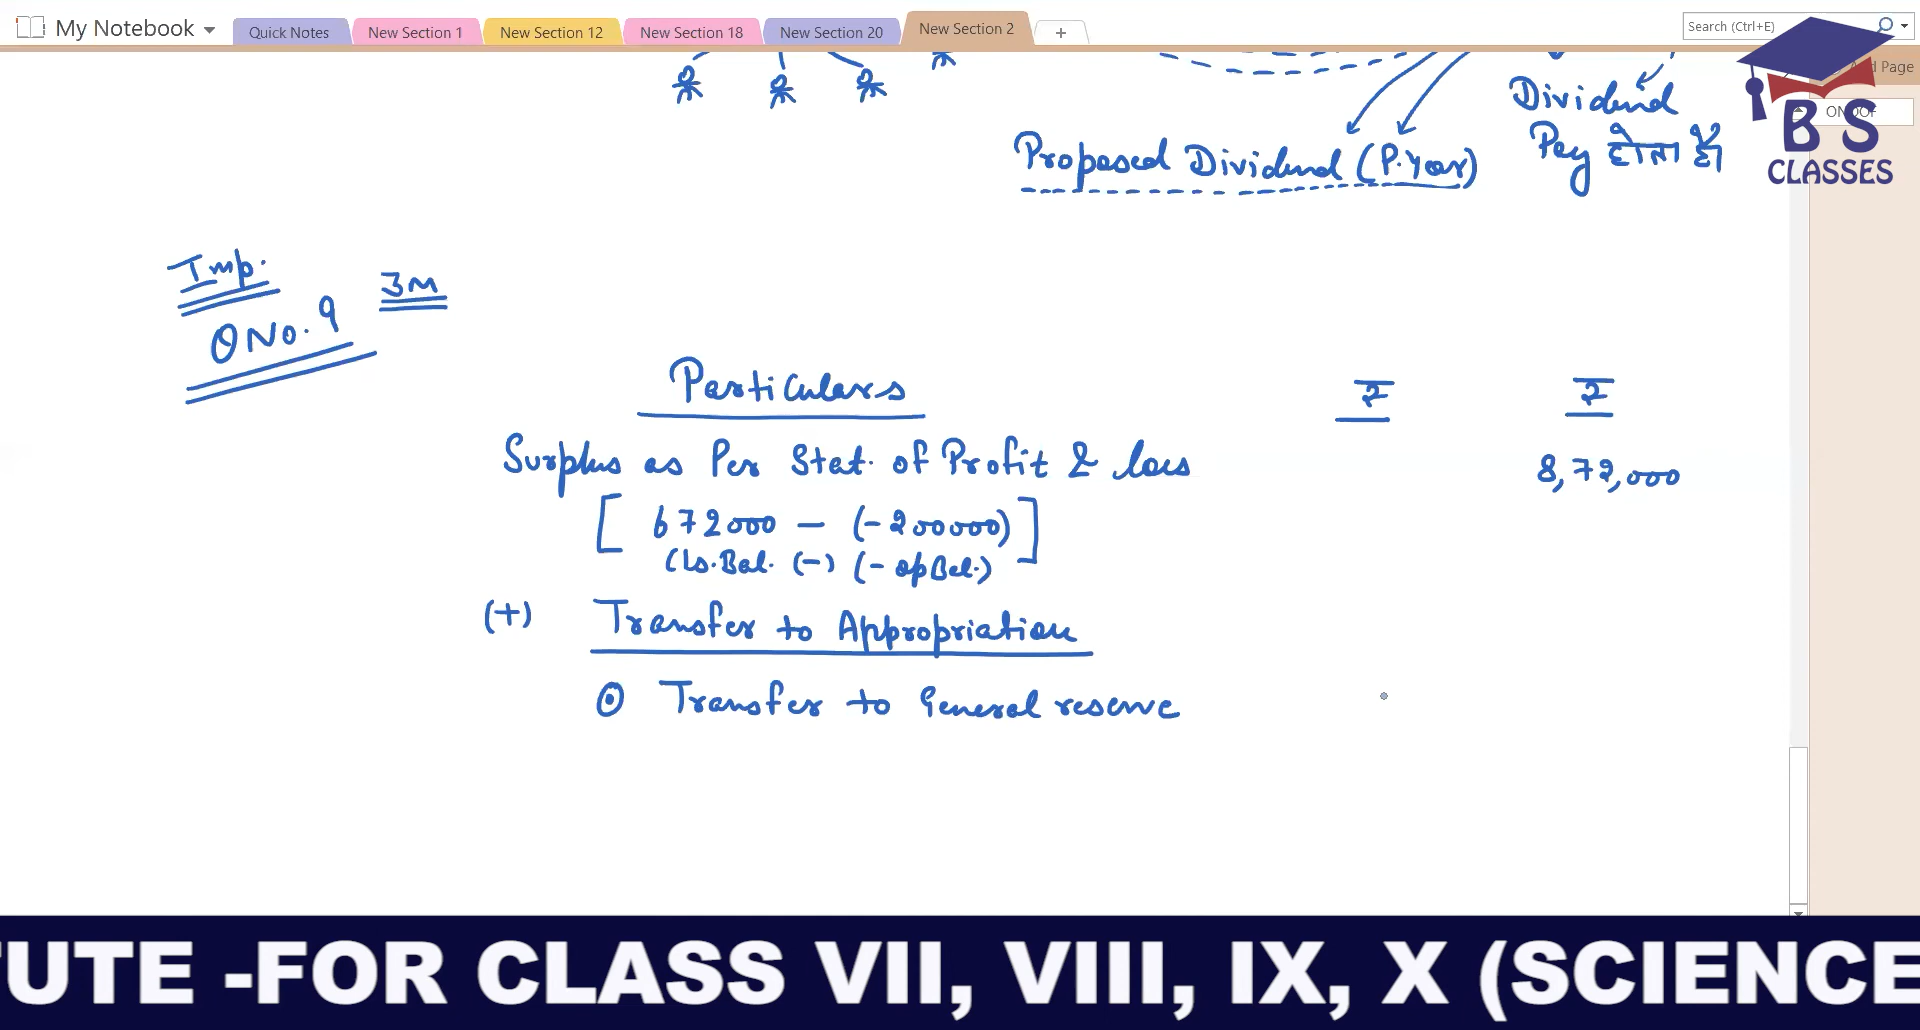 My Notebook
Quick Notes
New Section 1
New Section 12
New Section 18
New Section 20
New Section 2
+
Search (Ctrl+E)
d Page
BS
CLASSES
Dividend
Pay होना है
Proposed Dividend (P.Year)
Imp.
Q No. 9
3M
Particulars ₹ ₹
Surplus as Per Stat. of Profit & loss 8,72,000
[672000 – (-200000)]
(Cls.Bal. (-) (- op Bal.)
(+) Transfer to Appropriation
⊙ Transfer to General reserve
TUTE -FOR CLASS VII, VIII, IX, X (SCIENCE